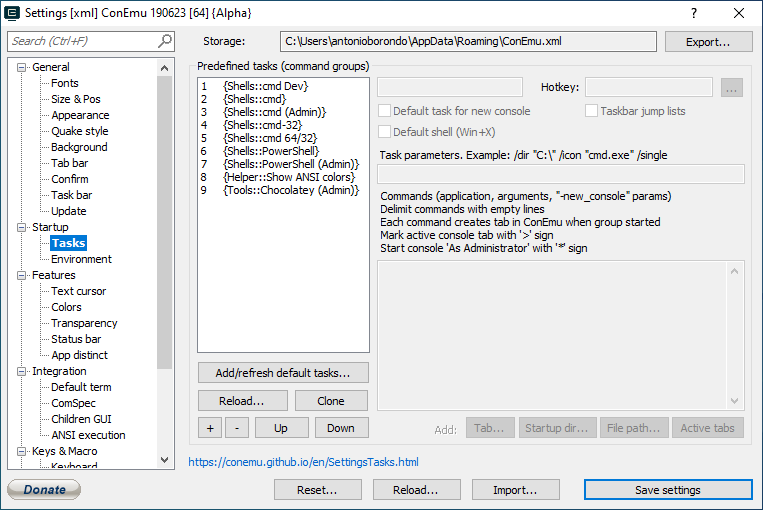 Settings [xml] ConEmu 190623 [64] {Alpha}
?
Search (Ctrl+F)
Storage:
C:\Users\antonioborondo\AppData\Roaming\ConEmu.xml
Export...
General
Fonts
Size & Pos
Appearance
Quake style
Background
Tab bar
Confirm
Task bar
Update
Startup
Tasks
Environment
Features
Text cursor
Colors
Transparency
Status bar
App distinct
Integration
Default term
ComSpec
Children GUI
ANSI execution
Keys & Macro
Keyboard
Predefined tasks (command groups)
1 {Shells::cmd Dev}
2 {Shells::cmd}
3 {Shells::cmd (Admin)}
4 {Shells::cmd-32}
5 {Shells::cmd 64/32}
6 {Shells::PowerShell}
7 {Shells::PowerShell (Admin)}
8 {Helper::Show ANSI colors}
9 {Tools::Chocolatey (Admin)}
Add/refresh default tasks...
Reload... Clone
+ - Up Down
Hotkey: ...
Default task for new console Taskbar jump lists
Default shell (Win+X)
Task parameters. Example: /dir "C:\" /icon "cmd.exe" /single
Commands (application, arguments, "-new_console" params)
Delimit commands with empty lines
Each command creates tab in ConEmu when group started
Mark active console tab with '>' sign
Start console 'As Administrator' with '*' sign
Add: Tab... Startup dir... File path... Active tabs
https://conemu.github.io/en/SettingsTasks.html
Donate Reset... Reload... Import... Save settings